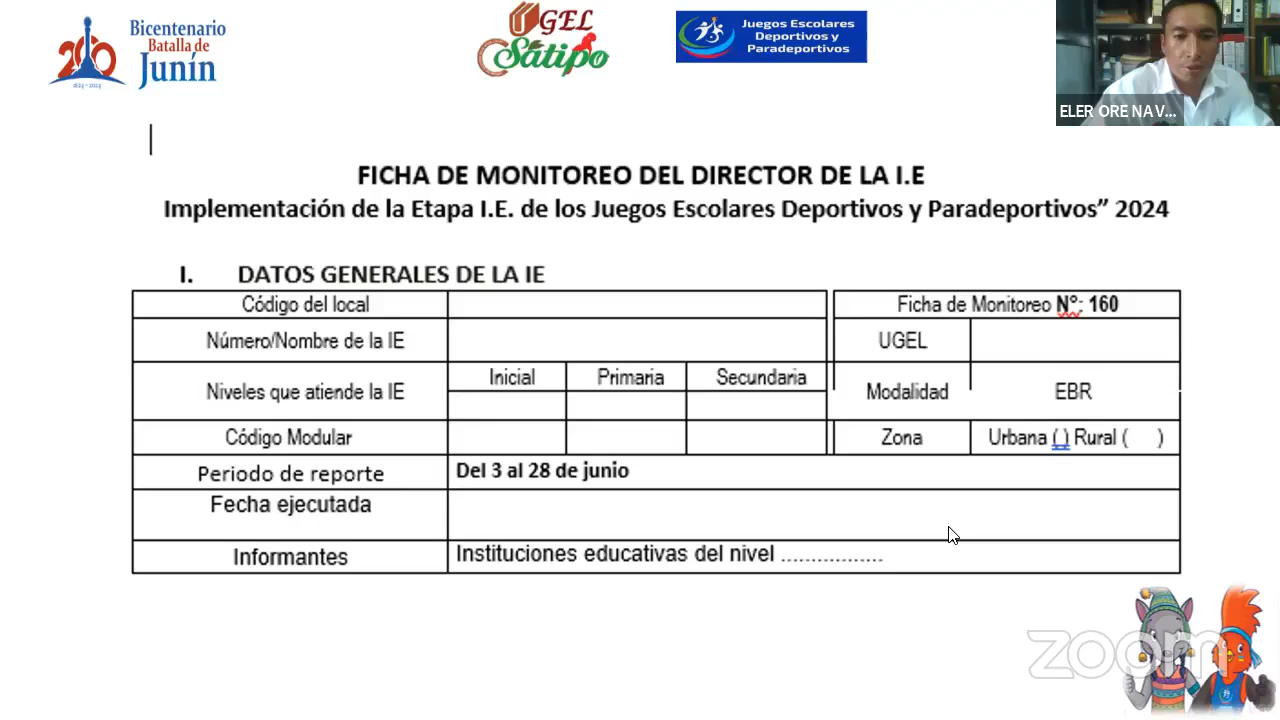 Bicentenario
Batalla de
Junín
200
1824 - 2024
UGEL
Satipo
Juegos Escolares
Deportivos y
Paradeportivos
ELER ORE NAV...
FICHA DE MONITOREO DEL DIRECTOR DE LA I.E
Implementación de la Etapa I.E. de los Juegos Escolares Deportivos y Paradeportivos” 2024
I. DATOS GENERALES DE LA IE
Código del local
Ficha de Monitoreo N°: 160
Número/Nombre de la IE
UGEL
Niveles que atiende la IE
Inicial Primaria Secundaria
Modalidad EBR
Código Modular
Zona Urbana ( ) Rural ( )
Periodo de reporte Del 3 al 28 de junio
Fecha ejecutada
Informantes Instituciones educativas del nivel .................
zoom